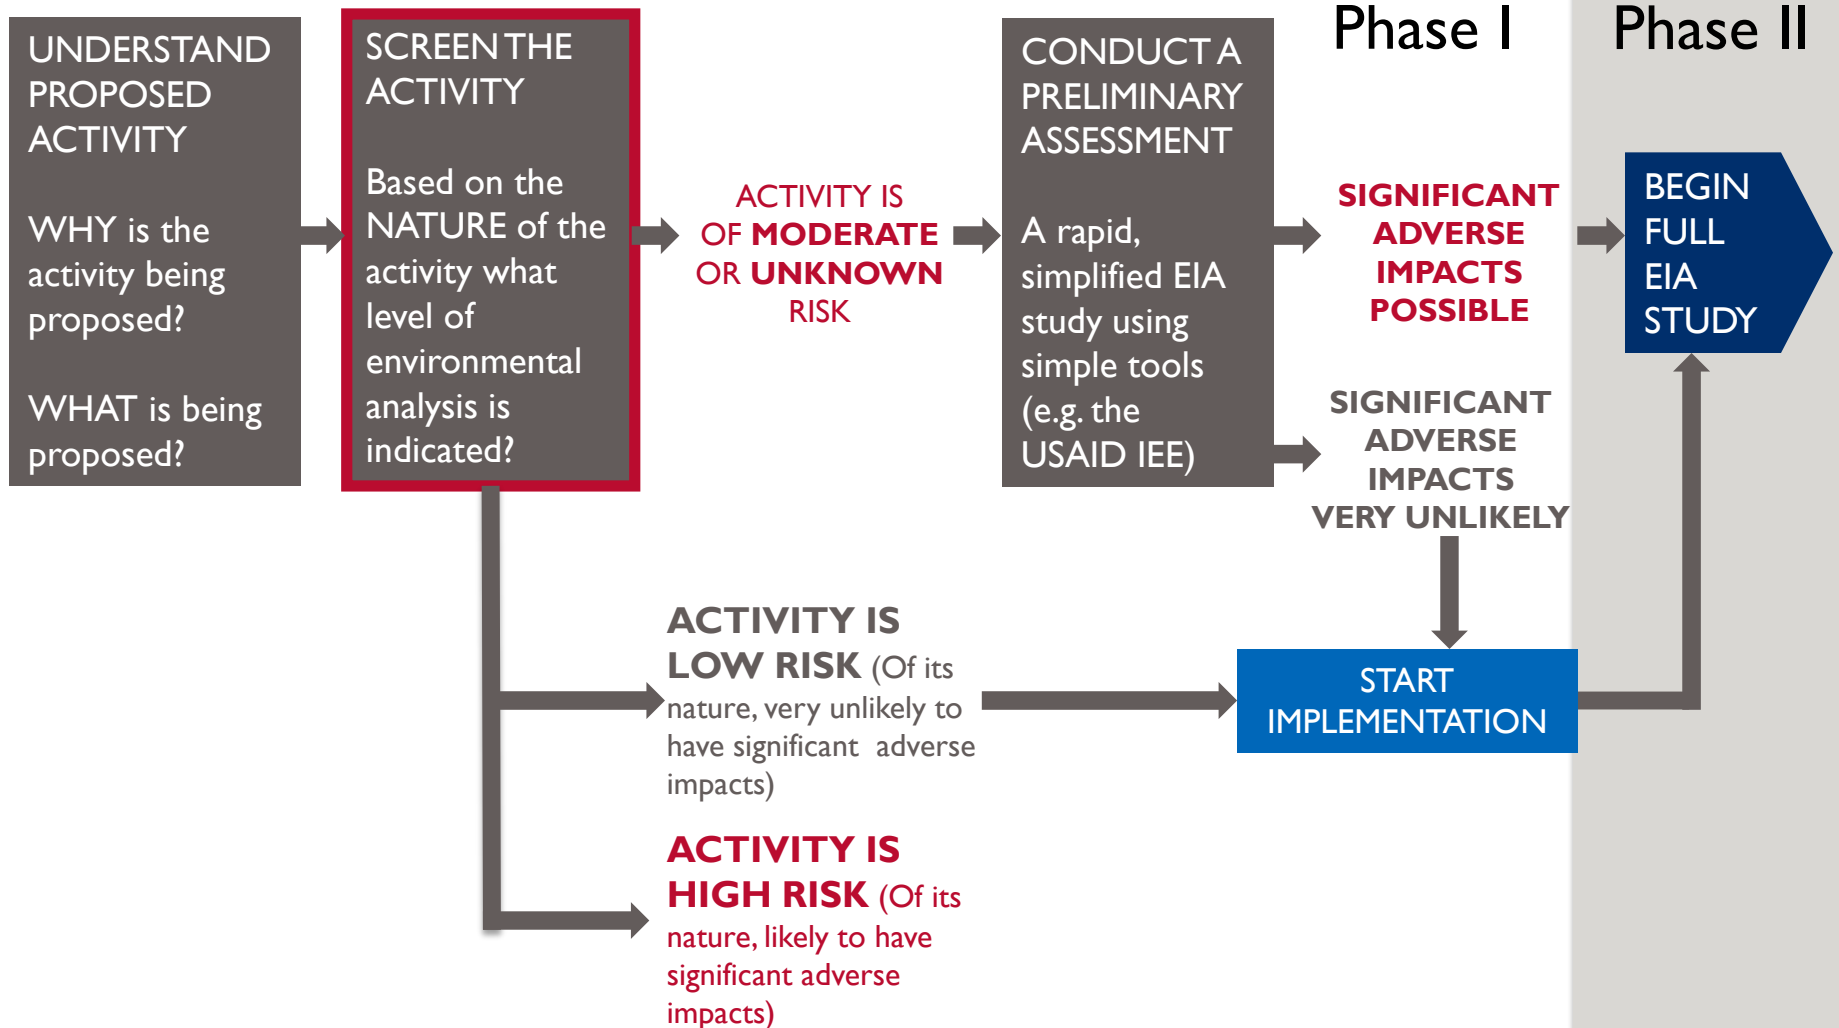 Phase I
Phase II
UNDERSTAND
PROPOSED
ACTIVITY
WHY is the
activity being
proposed?
WHAT is being
proposed?
SCREEN THE
ACTIVITY
Based on the
NATURE of the
activity what
level of
environmental
analysis is
indicated?
ACTIVITY IS
OF MODERATE
OR UNKNOWN
RISK
CONDUCT A
PRELIMINARY
ASSESSMENT
A rapid,
simplified EIA
study using
simple tools
(e.g. the
USAID IEE)
SIGNIFICANT
ADVERSE
IMPACTS
POSSIBLE
SIGNIFICANT
ADVERSE
IMPACTS
VERY UNLIKELY
BEGIN
FULL
EIA
STUDY
ACTIVITY IS
LOW RISK (Of its
nature, very unlikely to
have significant adverse
impacts)
START
IMPLEMENTATION
ACTIVITY IS
HIGH RISK (Of its
nature, likely to have
significant adverse
impacts)